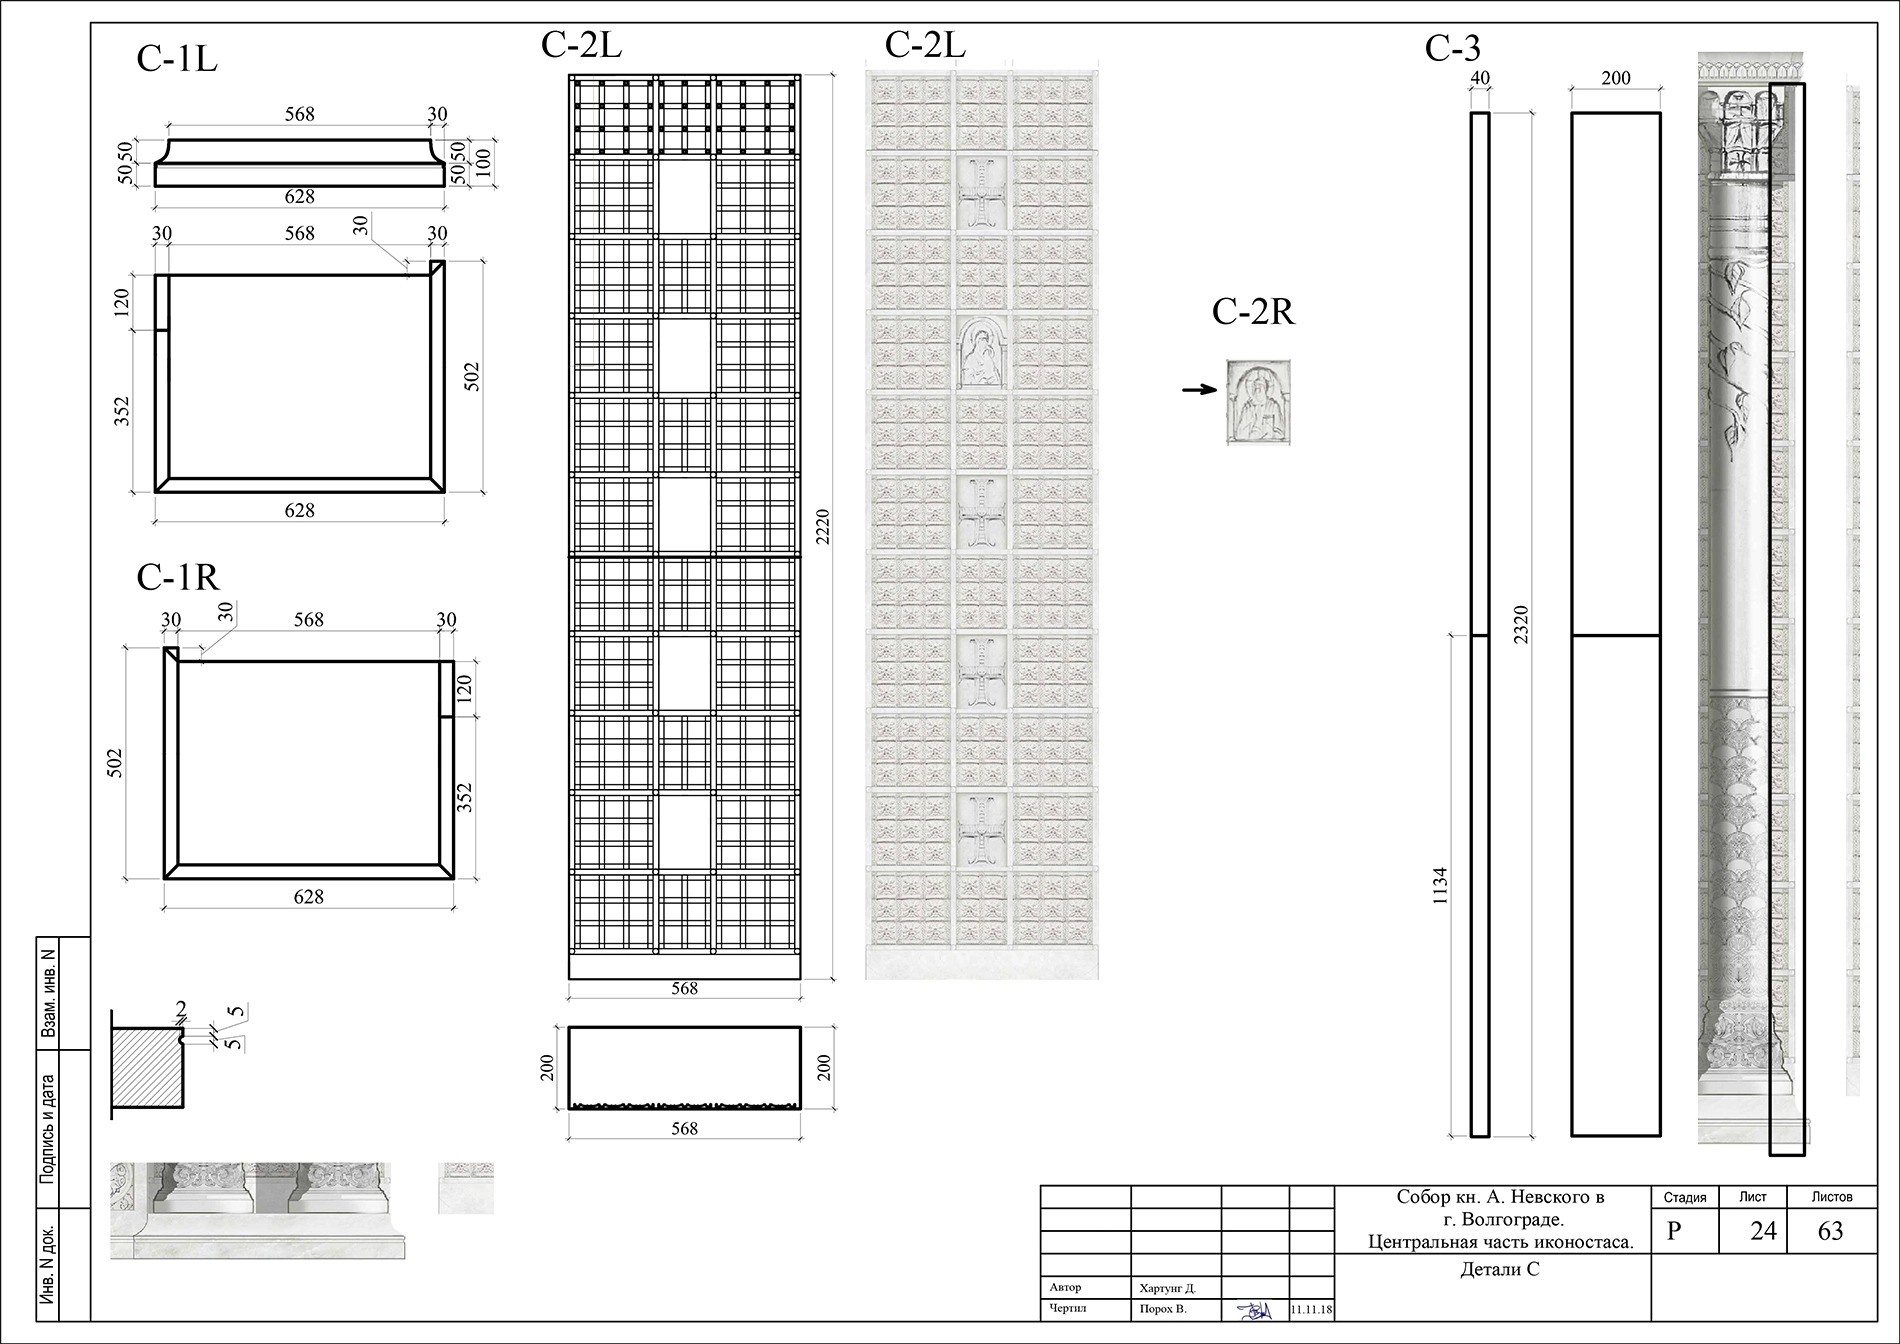 C-1L
568
30
50
50
50
50
100
628
30
568
30
30
120
352
502
628
C-1R
30
30
568
30
502
120
352
628
2
5
5
C-2L
2220
568
200
200
568
C-2L
C-2R
C-3
40
200
2320
1134
Взам. инв. N
Подпись и дата
Инв. N док.
Собор кн. А. Невского в
г. Волгограде.
Центральная часть иконостаса.
Стадия
Лист
Листов
Р
24
63
Детали С
Автор
Хартунг Д.
Чертил
Порох В.
11.11.18